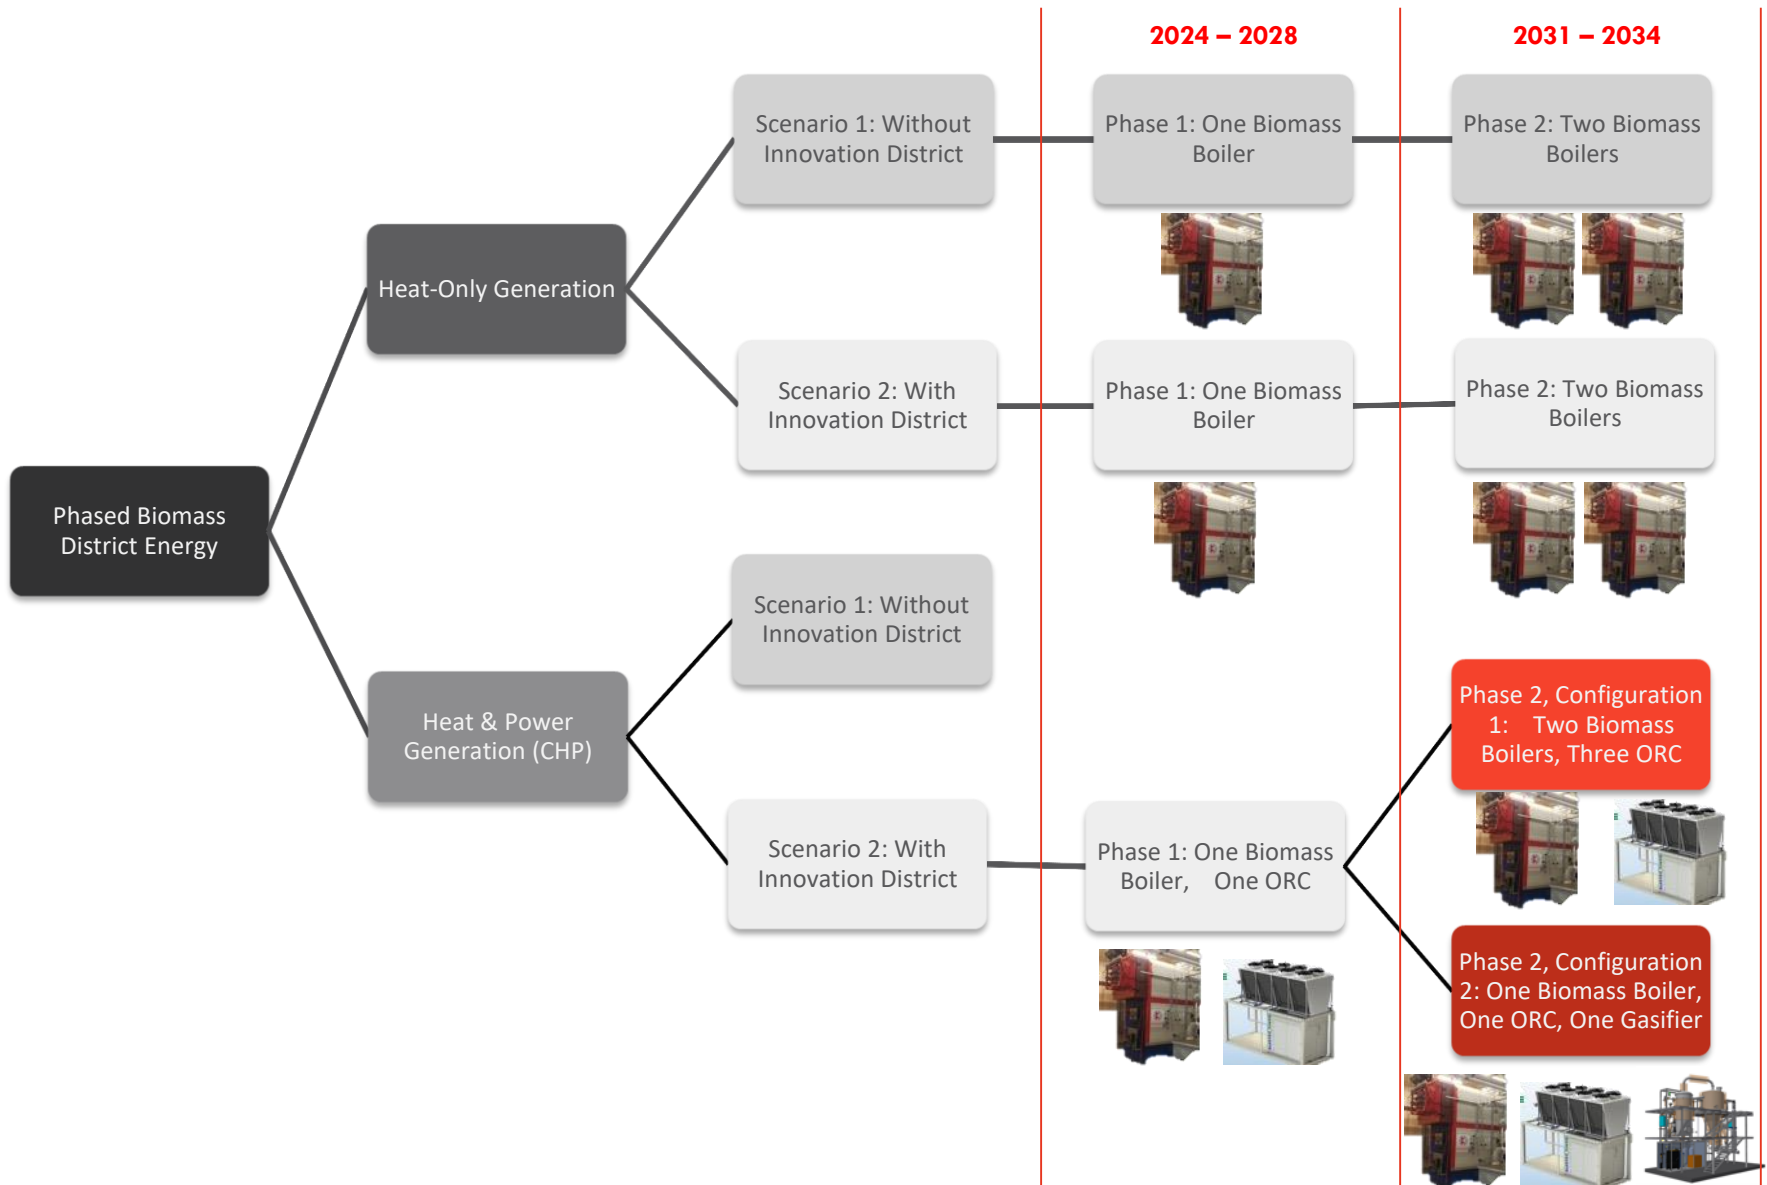 2024 – 2028
2031 – 2034
Scenario 1: Without
Innovation District
Phase 1: One Biomass
Boiler
Phase 2: Two Biomass
Boilers
Heat-Only Generation
Scenario 2: With
Innovation District
Phase 1: One Biomass
Boiler
Phase 2: Two Biomass
Boilers
Phased Biomass
District Energy
Scenario 1: Without
Innovation District
Heat & Power
Generation (CHP)
Scenario 2: With
Innovation District
Phase 1: One Biomass
Boiler, One ORC
Phase 2, Configuration
1: Two Biomass
Boilers, Three ORC
Phase 2, Configuration
2: One Biomass Boiler,
One ORC, One Gasifier